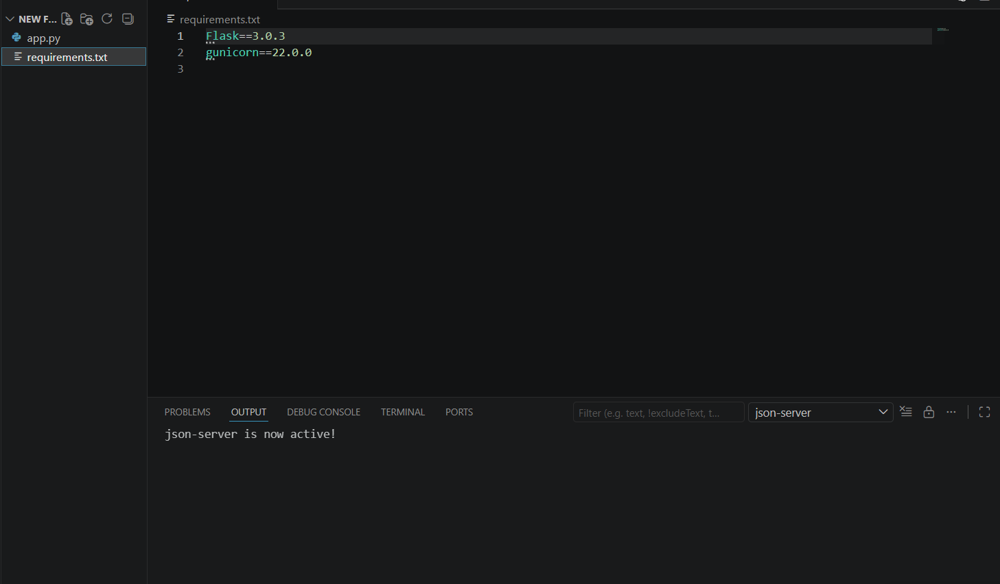 NEW F...
app.py
requirements.txt
requirements.txt
1 Flask==3.0.3
2 gunicorn==22.0.0
3
PROBLEMS OUTPUT DEBUG CONSOLE TERMINAL PORTS Filter (e.g. text, !excludeText, t... json-server
json-server is now active!